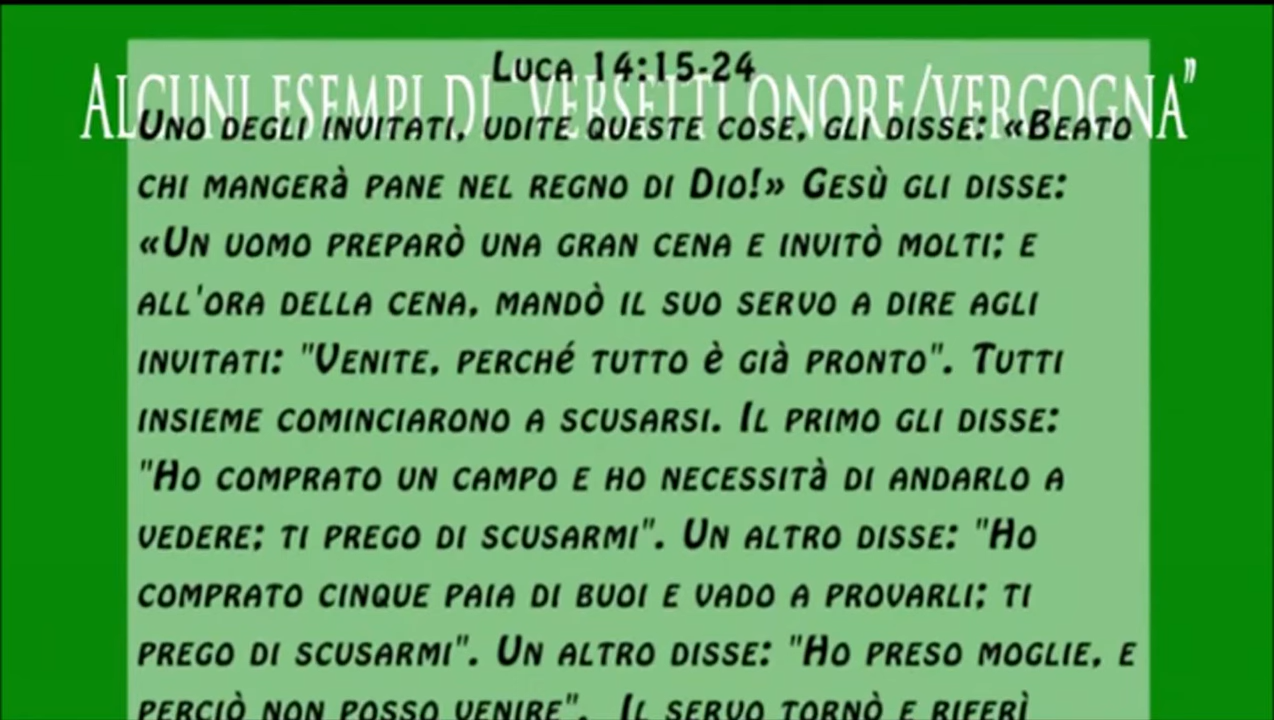 Luca 14:15-24
Alcuni esempi di "versetti onore/vergogna"
Uno degli invitati, udite queste cose, gli disse: «Beato
chi mangerà pane nel regno di Dio!» Gesù gli disse:
«Un uomo preparò una gran cena e invitò molti; e
all'ora della cena, mandò il suo servo a dire agli
invitati: "Venite, perché tutto è già pronto". Tutti
insieme cominciarono a scusarsi. Il primo gli disse:
"Ho comprato un campo e ho necessità di andarlo a
vedere; ti prego di scusarmi". Un altro disse: "Ho
comprato cinque paia di buoi e vado a provarli; ti
prego di scusarmi". Un altro disse: "Ho preso moglie, e
perciò non posso venire". Il servo tornò e riferì